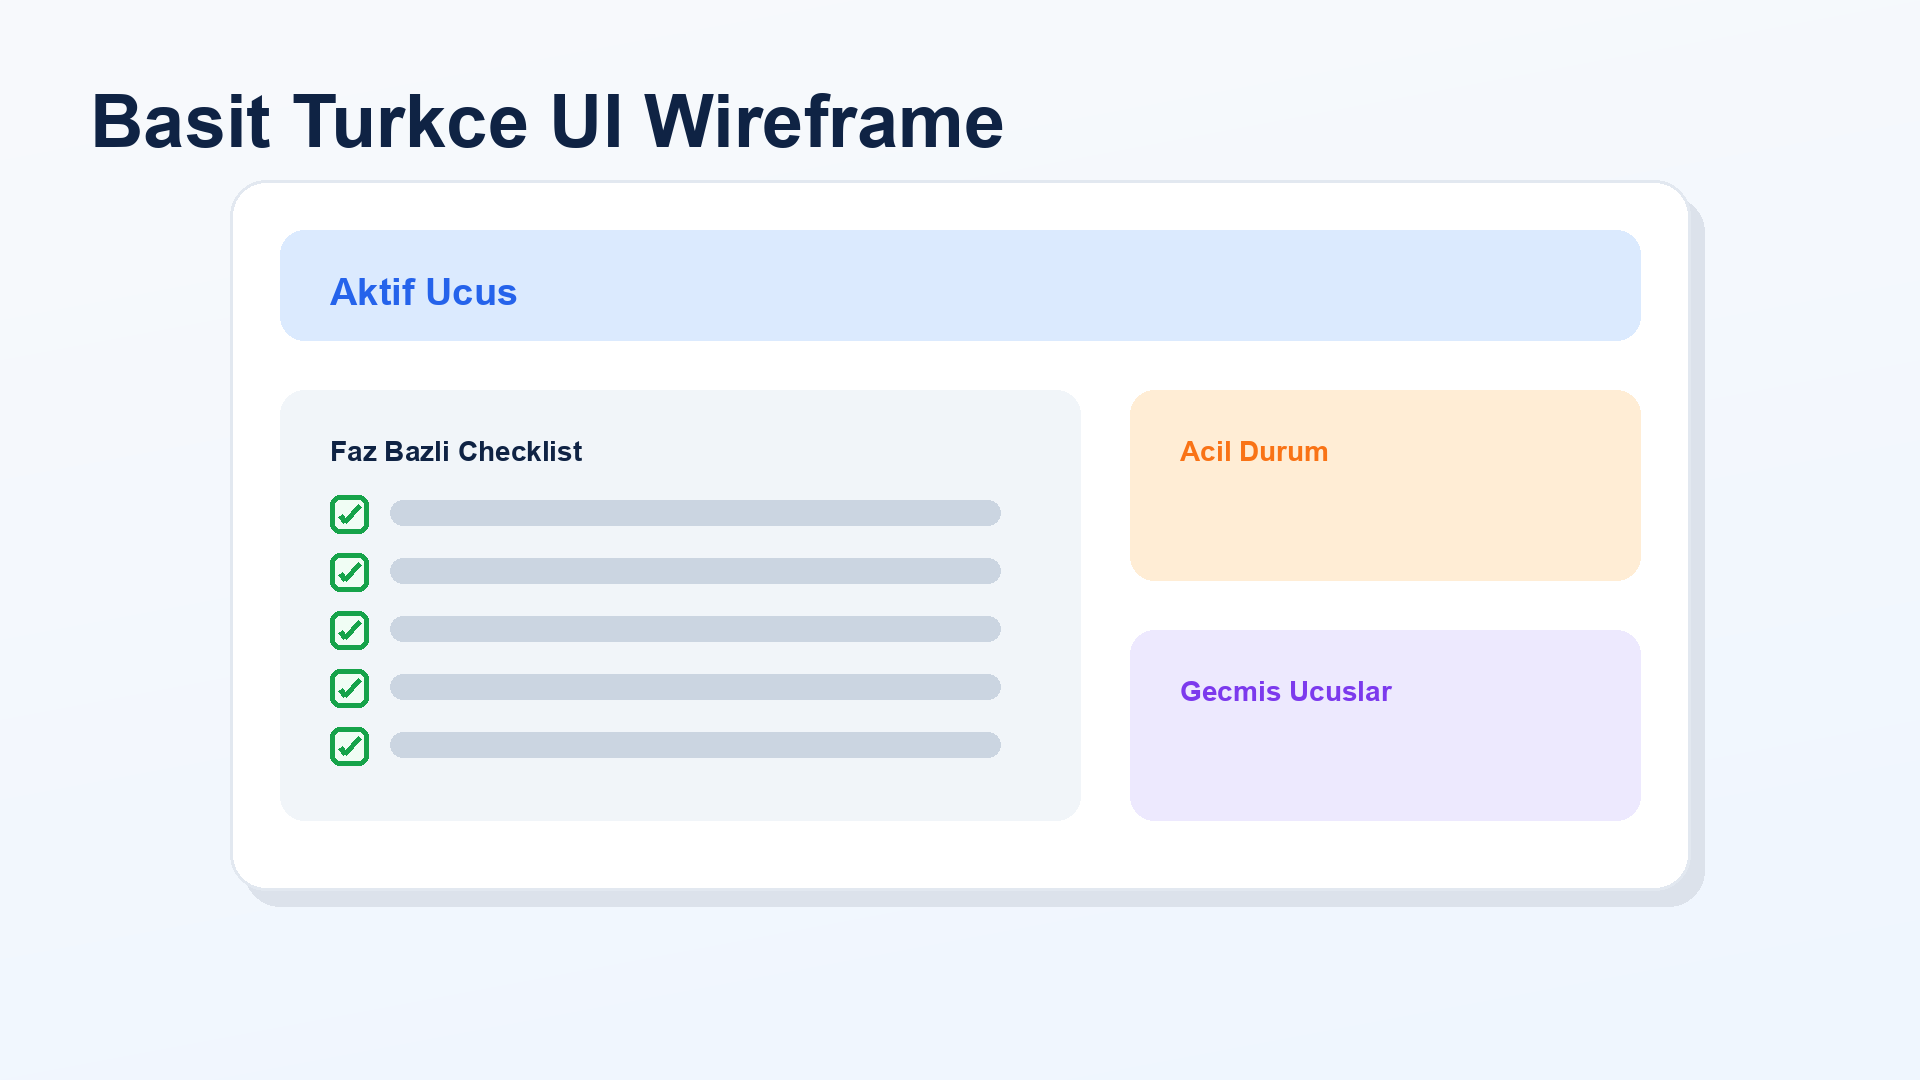 Basit Turkce UI Wireframe
Aktif Ucus
Faz Bazli Checklist
Acil Durum
Gecmis Ucuslar